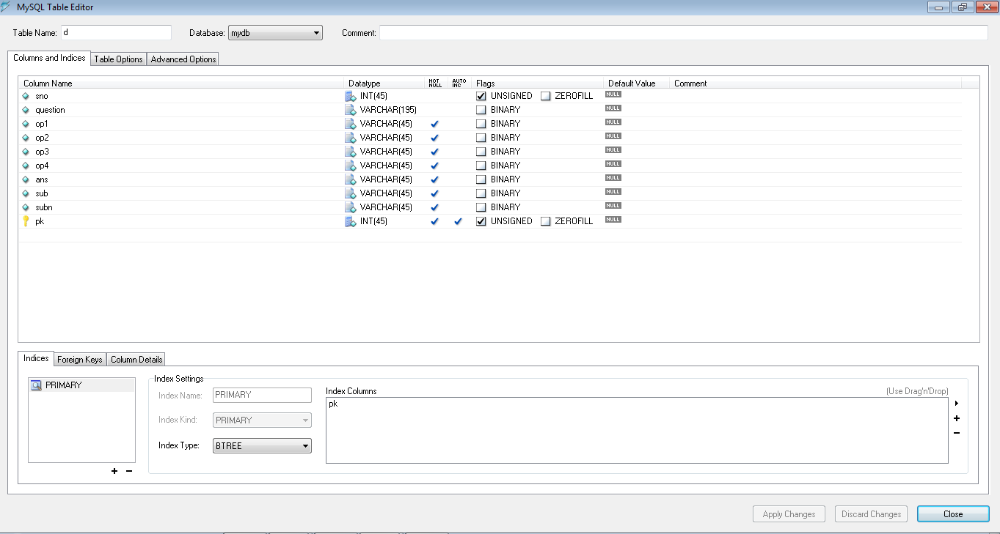 MySQL Table Editor
Table Name: d Database: mydb Comment:
Columns and Indices Table Options Advanced Options
Column Name Datatype NOT NULL AUTO INC Flags Default Value Comment
sno INT(45) UNSIGNED ZEROFILL NULL
question VARCHAR(195) BINARY NULL
op1 VARCHAR(45) BINARY NULL
op2 VARCHAR(45) BINARY NULL
op3 VARCHAR(45) BINARY NULL
op4 VARCHAR(45) BINARY NULL
ans VARCHAR(45) BINARY NULL
sub VARCHAR(45) BINARY NULL
subn VARCHAR(45) BINARY NULL
pk INT(45) UNSIGNED ZEROFILL NULL
Indices Foreign Keys Column Details
PRIMARY
Index Settings
Index Name: PRIMARY
Index Kind: PRIMARY
Index Type: BTREE
Index Columns (Use Drag'n'Drop)
pk
Apply Changes Discard Changes Close